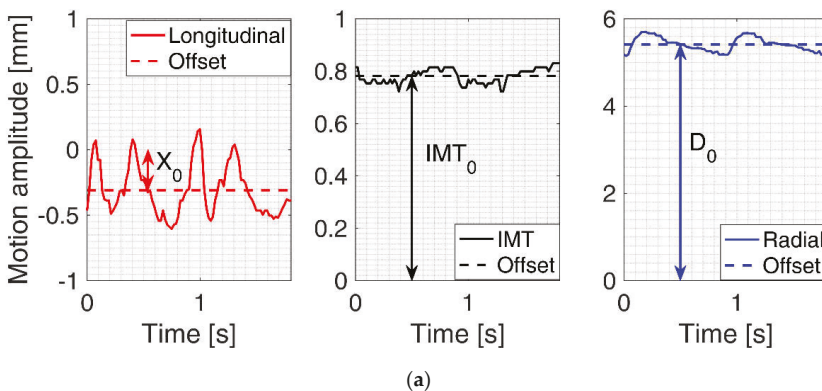 Motion amplitude [mm]
1
0.5
0
-0.5
-1
Longitudinal
Offset
X0
0
1
Time [s]
1
0.8
0.6
0.4
0.2
0
IMT0
IMT
Offset
0
1
Time [s]
6
4
2
0
D0
Radial
Offset
0
1
Time [s]
(a)